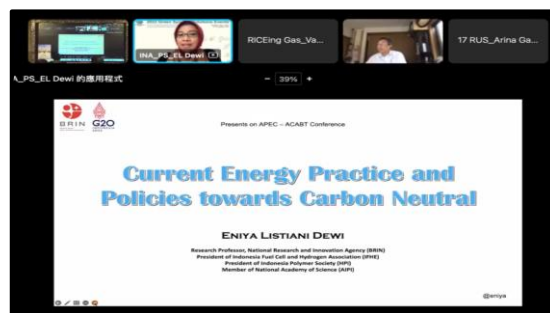 INA_PS_EL Dewi
RICEing Gas_Va...
17 RUS_Arina Ga...
A_PS_EL Dewi 的應用程式
– 39% +
BRIN
G20
Presents on APEC – ACABT Conference
Current Energy Practice and
Policies towards Carbon Neutral
ENIYA LISTIANI DEWI
Research Professor, National Research and Innovation Agency (BRIN)
President of Indonesia Fuel Cell and Hydrogen Association (IFHE)
President of Indonesia Polymer Society (HPI)
Member of National Academy of Science (AIPI)
@eniya